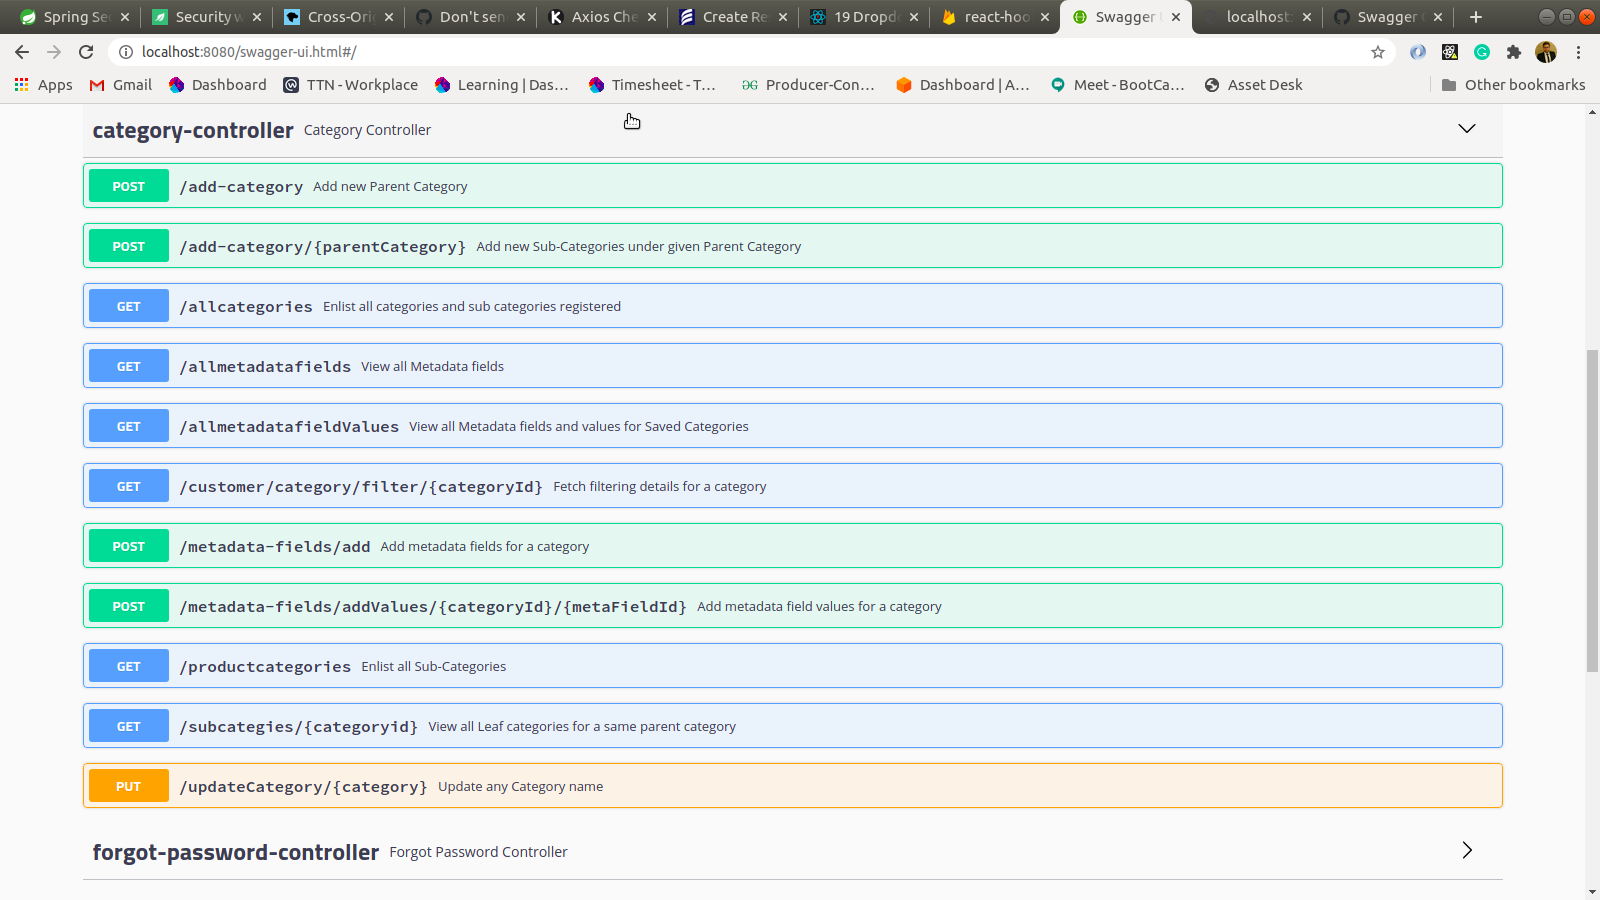 Spring Se
Security w
Cross-Ori
Don't sen
Axios Che
Create Re
19 Dropd
react-hoo
Swagger
localhost:
Swagger
localhost:8080/swagger-ui.html#/
Apps
Gmail
Dashboard
TTN - Workplace
Learning | Das...
Timesheet - T...
Producer-Con...
Dashboard | A...
Meet - BootCa...
Asset Desk
Other bookmarks
category-controller Category Controller
POST /add-category Add new Parent Category
POST /add-category/{parentCategory} Add new Sub-Categories under given Parent Category
GET /allcategories Enlist all categories and sub categories registered
GET /allmetadatafields View all Metadata fields
GET /allmetadatafieldValues View all Metadata fields and values for Saved Categories
GET /customer/category/filter/{categoryId} Fetch filtering details for a category
POST /metadata-fields/add Add metadata fields for a category
POST /metadata-fields/addValues/{categoryId}/{metaFieldId} Add metadata field values for a category
GET /productcategories Enlist all Sub-Categories
GET /subcategies/{categoryid} View all Leaf categories for a same parent category
PUT /updateCategory/{category} Update any Category name
forgot-password-controller Forgot Password Controller